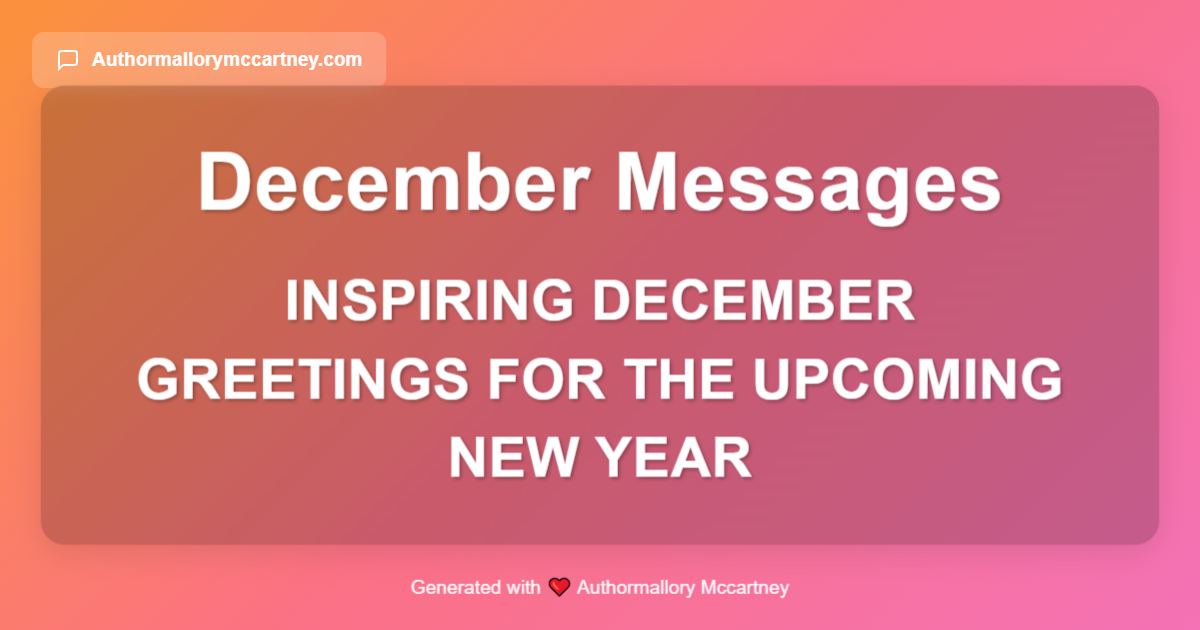 Authormallorymccartney.com
December Messages
INSPIRING DECEMBER
GREETINGS FOR THE UPCOMING
NEW YEAR
Generated with ❤️ Authormallory Mccartney